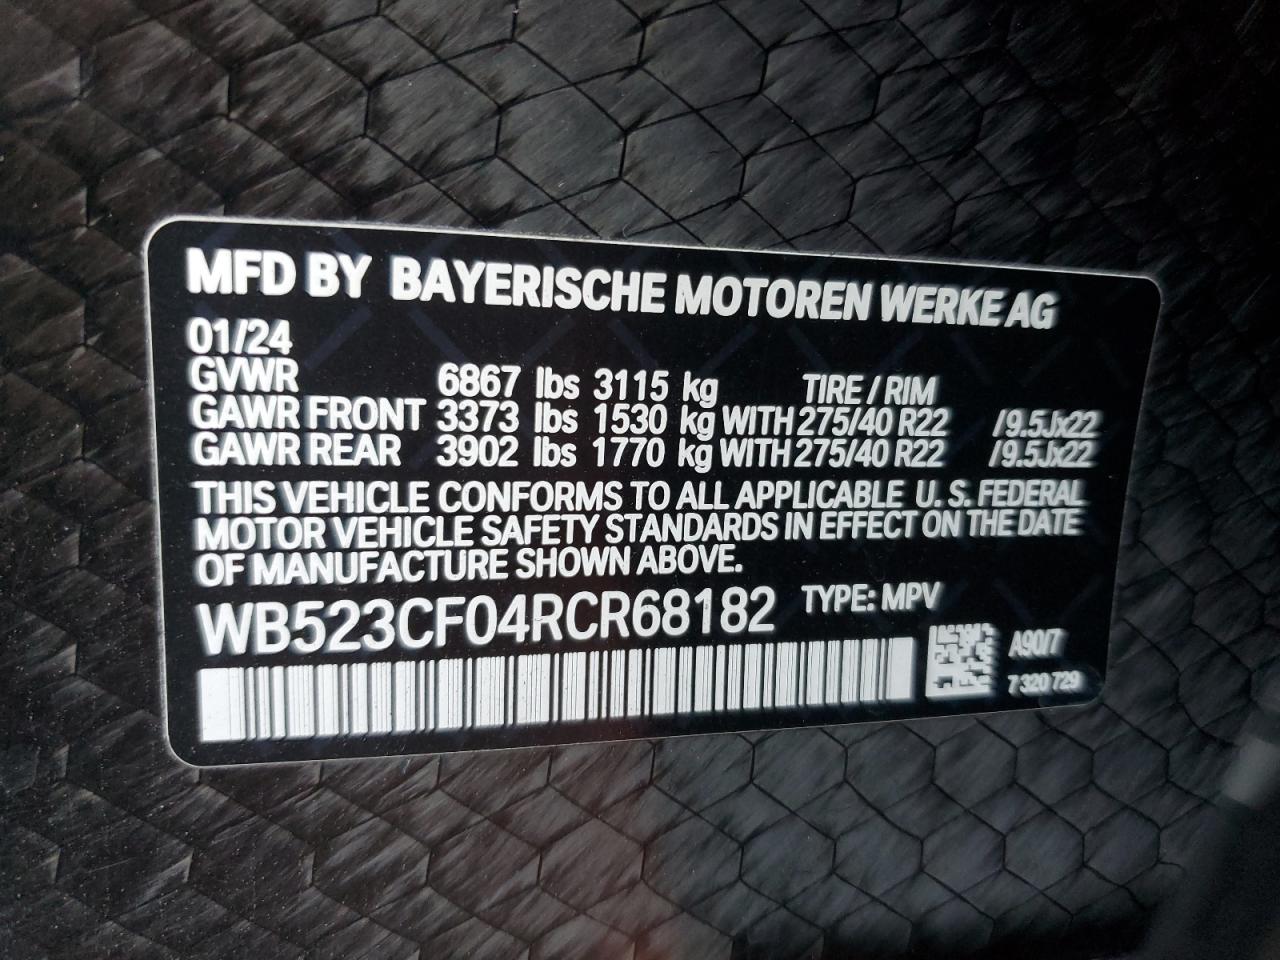 MFD BY BAYERISCHE MOTOREN WERKE AG
01/24
GVWR 6867 lbs 3115 kg TIRE / RIM
GAWR FRONT 3373 lbs 1530 kg WITH 275/40 R22 /9.5Jx22
GAWR REAR 3902 lbs 1770 kg WITH 275/40 R22 /9.5Jx22
THIS VEHICLE CONFORMS TO ALL APPLICABLE U. S. FEDERAL
MOTOR VEHICLE SAFETY STANDARDS IN EFFECT ON THE DATE
OF MANUFACTURE SHOWN ABOVE.
WB523CF04RCR68182 TYPE: MPV
A90/7
7 320 729